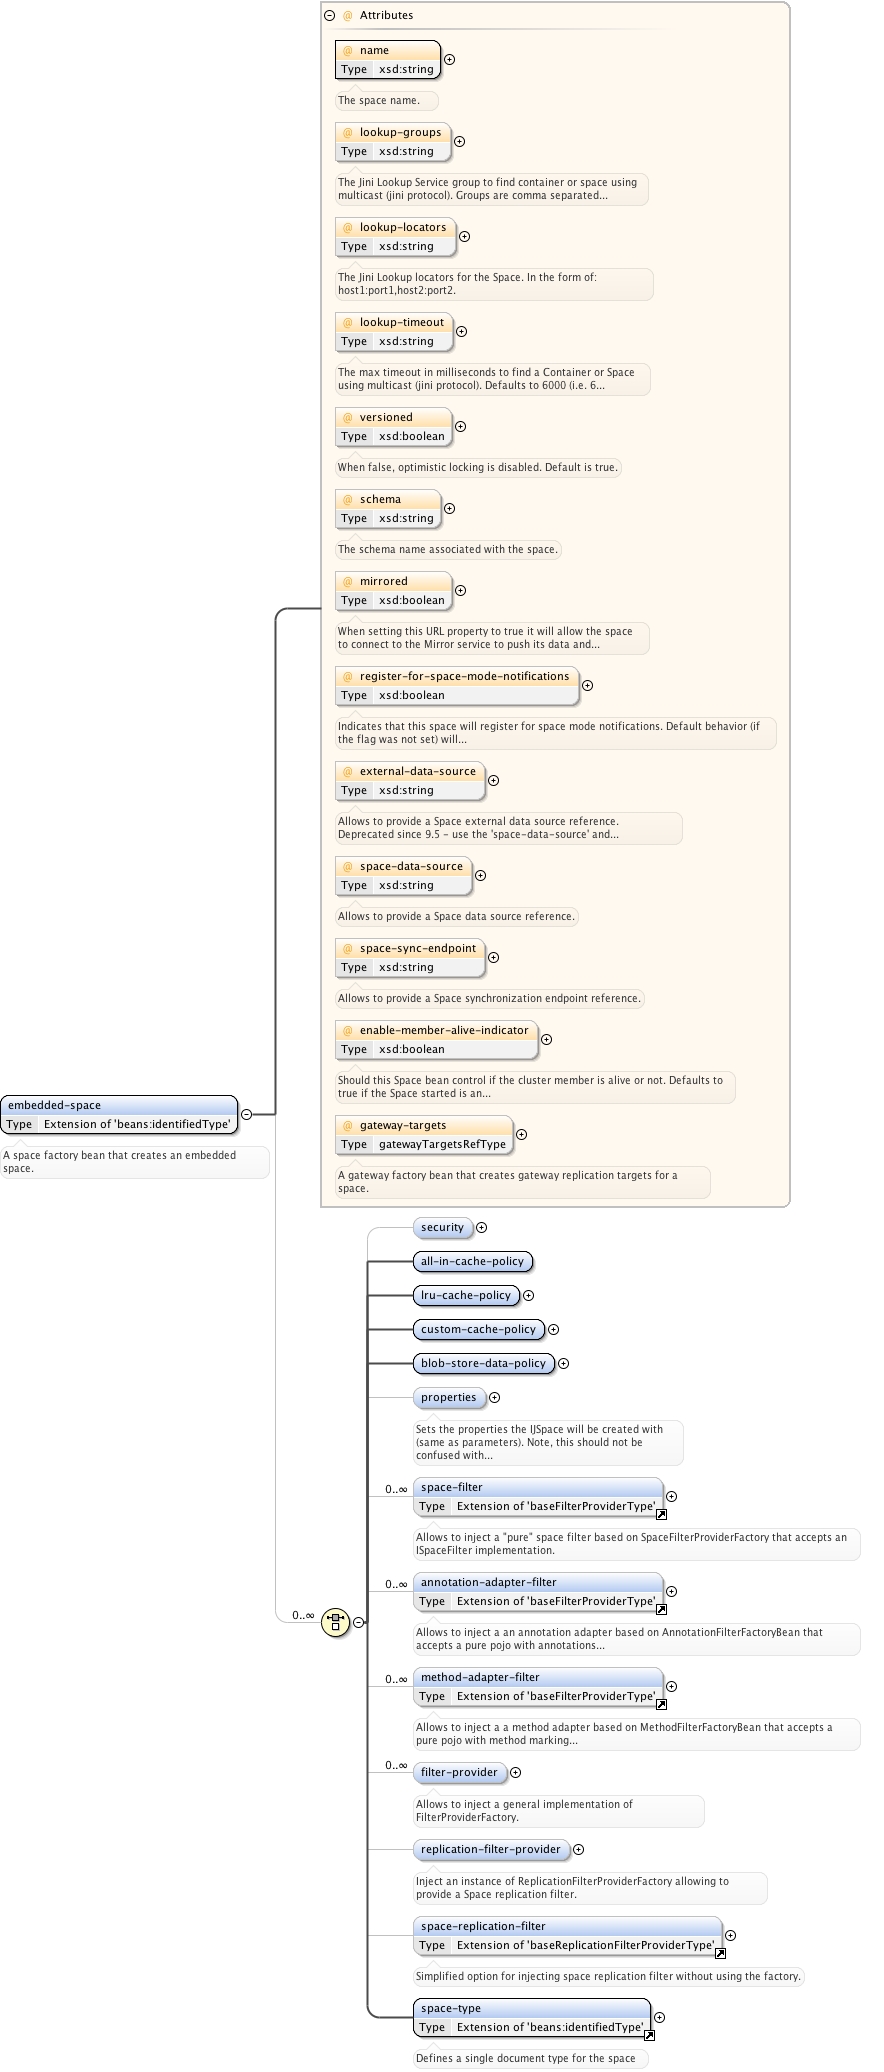 @ Attributes
@ name
Type xsd:string
The space name.
@ lookup-groups
Type xsd:string
The Jini Lookup Service group to find container or space using
multicast (jini protocol). Groups are comma separated...
@ lookup-locators
Type xsd:string
The Jini Lookup locators for the Space. In the form of:
host1:port1,host2:port2.
@ lookup-timeout
Type xsd:string
The max timeout in milliseconds to find a Container or Space
using multicast (jini protocol). Defaults to 6000 (i.e. 6...
@ versioned
Type xsd:boolean
When false, optimistic locking is disabled. Default is true.
@ schema
Type xsd:string
The schema name associated with the space.
@ mirrored
Type xsd:boolean
When setting this URL property to true it will allow the space
to connect to the Mirror service to push its data and...
@ register-for-space-mode-notifications
Type xsd:boolean
Indicates that this space will register for space mode notifications. Default behavior (if
the flag was not set) will...
@ external-data-source
Type xsd:string
Allows to provide a Space external data source reference.
Deprecated since 9.5 - use the 'space-data-source' and...
@ space-data-source
Type xsd:string
Allows to provide a Space data source reference.
@ space-sync-endpoint
Type xsd:string
Allows to provide a Space synchronization endpoint reference.
@ enable-member-alive-indicator
Type xsd:boolean
Should this Space bean control if the cluster member is alive or not. Defaults to
true if the Space started is an...
@ gateway-targets
Type gatewayTargetsRefType
A gateway factory bean that creates gateway replication targets for a
space.
embedded-space
Type Extension of 'beans:identifiedType'
A space factory bean that creates an embedded
space.
security
all-in-cache-policy
lru-cache-policy
custom-cache-policy
blob-store-data-policy
properties
Sets the properties the IJSpace will be created with
(same as parameters). Note, this should not be
confused with...
0..∞
space-filter
Type Extension of 'baseFilterProviderType'
Allows to inject a "pure" space filter based on SpaceFilterProviderFactory that accepts an
ISpaceFilter implementation.
0..∞
annotation-adapter-filter
Type Extension of 'baseFilterProviderType'
0..∞
Allows to inject a an annotation adapter based on AnnotationFilterFactoryBean that
accepts a pure pojo with annotations...
0..∞
method-adapter-filter
Type Extension of 'baseFilterProviderType'
Allows to inject a a method adapter based on MethodFilterFactoryBean that accepts a
pure pojo with method marking...
0..∞
filter-provider
Allows to inject a general implementation of
FilterProviderFactory.
replication-filter-provider
Inject an instance of ReplicationFilterProviderFactory allowing to
provide a Space replication filter.
space-replication-filter
Type Extension of 'baseReplicationFilterProviderType'
Simplified option for injecting space replication filter without using the factory.
space-type
Type Extension of 'beans:identifiedType'
Defines a single document type for the space